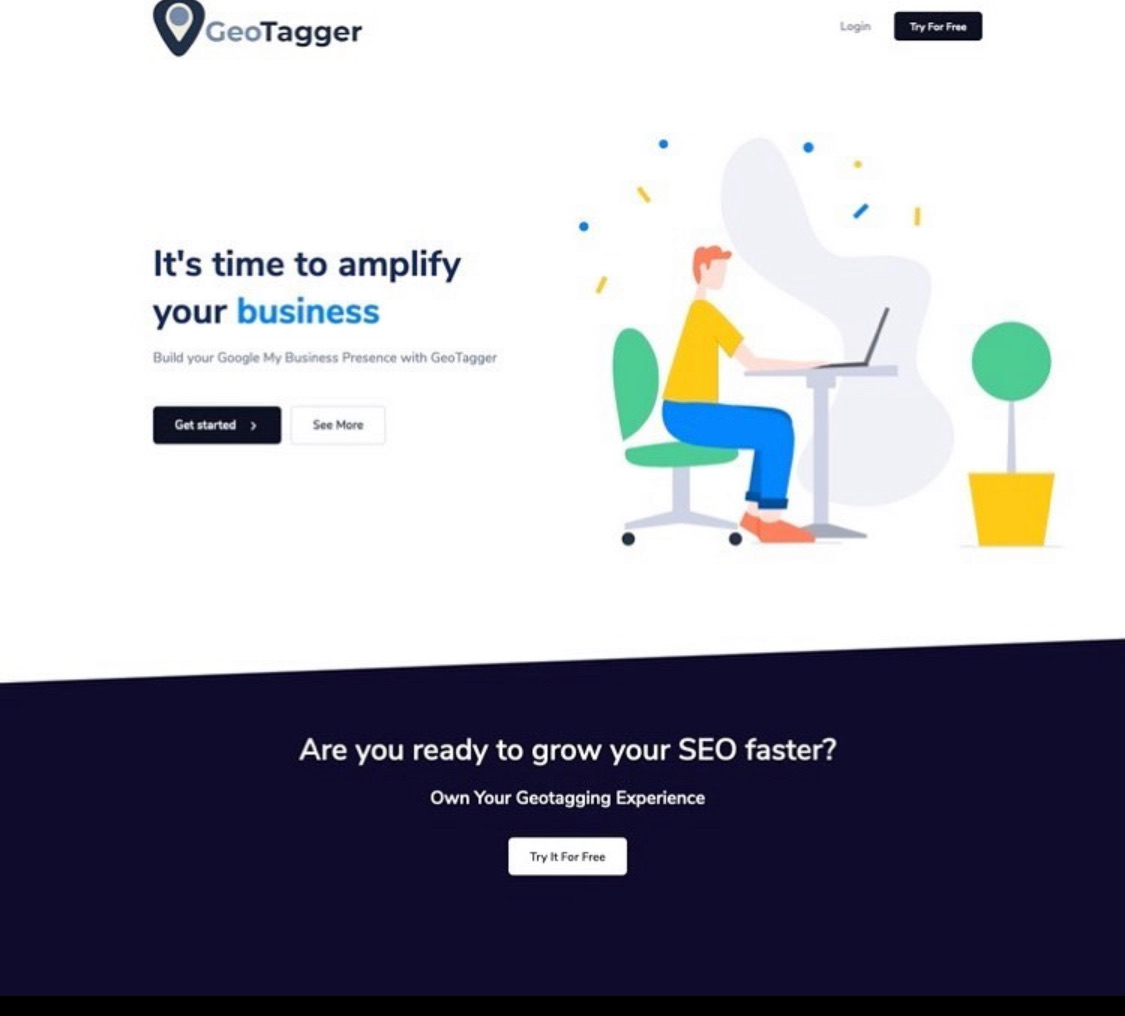 GeoTagger
Login
Try For Free
It's time to amplify
your business
Build your Google My Business Presence with GeoTagger
Get started
See More
Are you ready to grow your SEO faster?
Own Your Geotagging Experience
Try It For Free